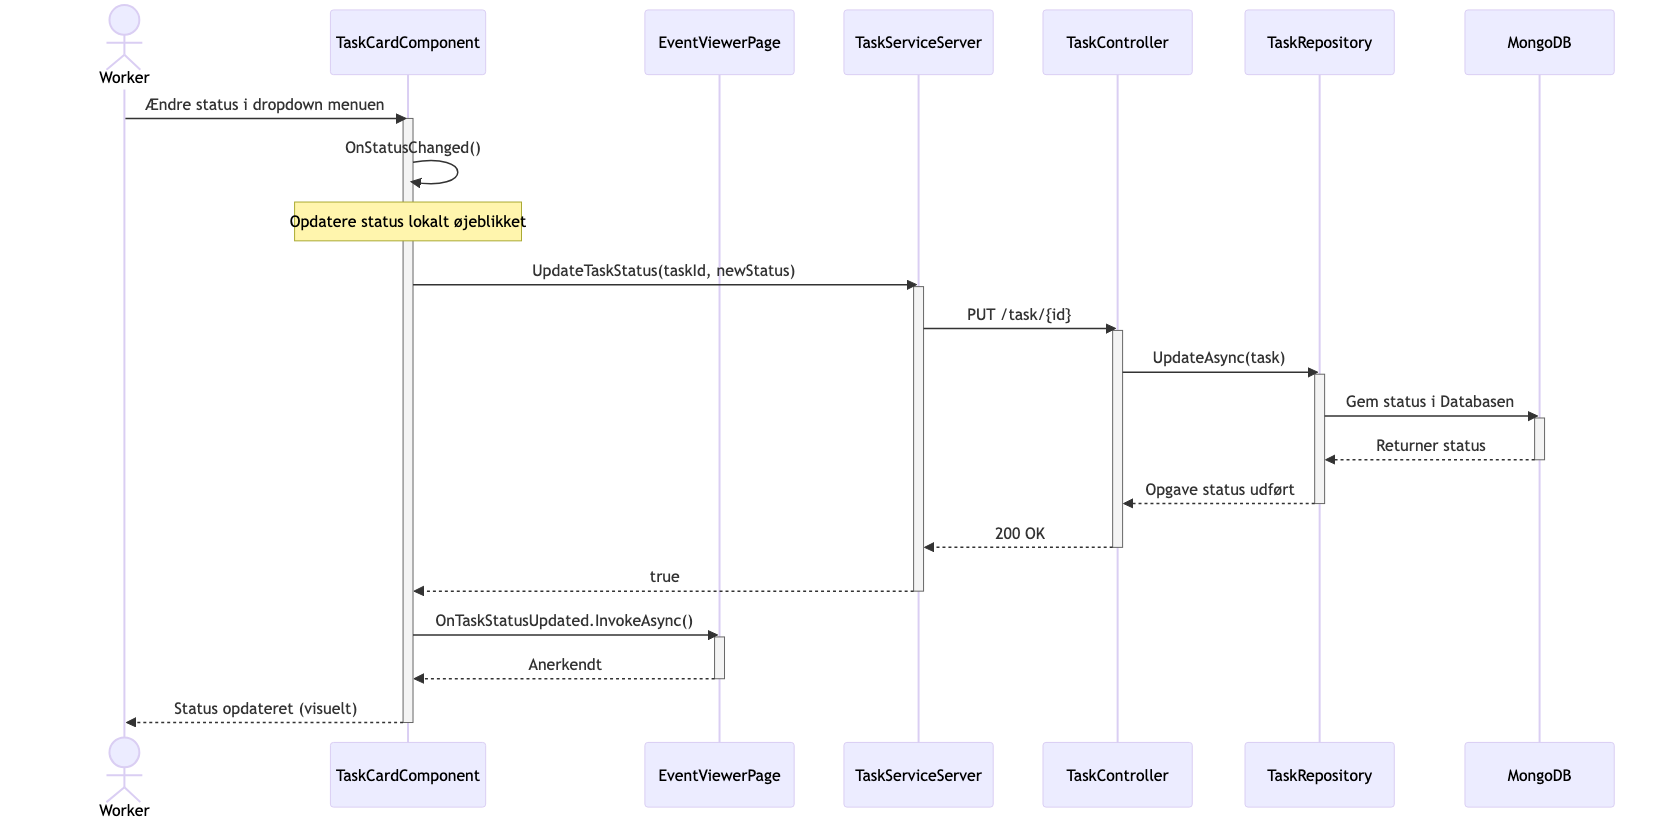 Worker
TaskCardComponent
EventViewerPage
TaskServiceServer
TaskController
TaskRepository
MongoDB
Ændre status i dropdown menuen
OnStatusChanged()
Opdatere status lokalt øjeblikket
UpdateTaskStatus(taskId, newStatus)
PUT /task/{id}
UpdateAsync(task)
Gem status i Databasen
Returner status
Opgave status udført
200 OK
true
OnTaskStatusUpdated.InvokeAsync()
Anerkendt
Status opdateret (visuelt)
Worker
TaskCardComponent
EventViewerPage
TaskServiceServer
TaskController
TaskRepository
MongoDB